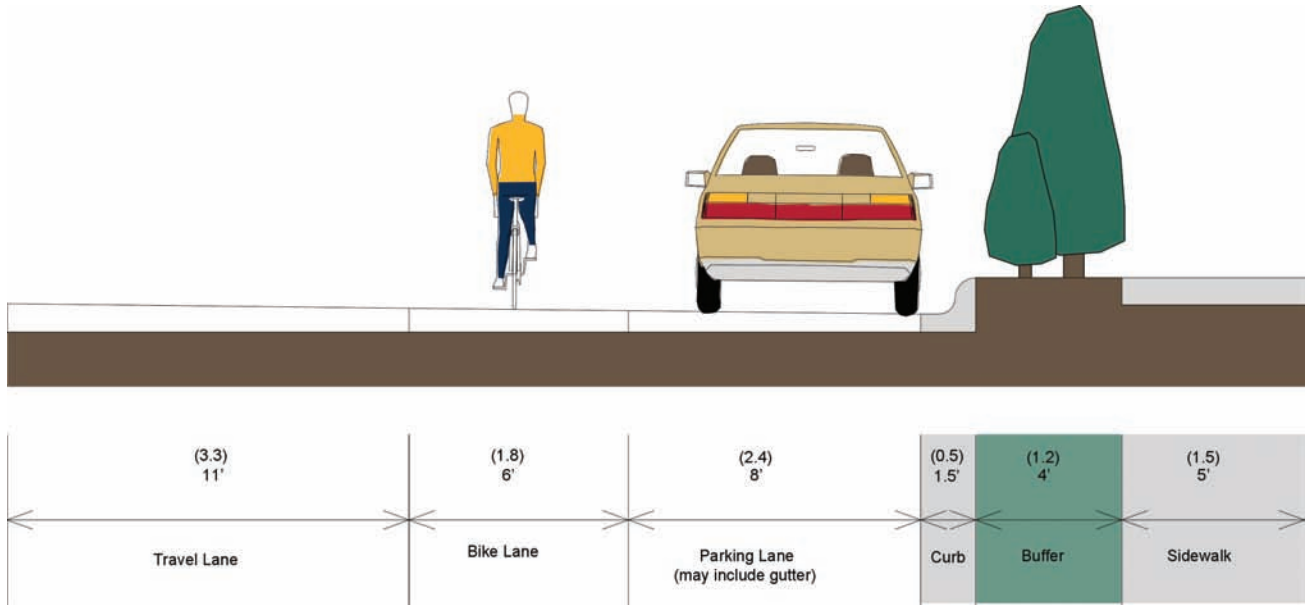 (3.3)
11’
(1.8)
6’
(2.4)
8’
(0.5)
1.5’
(1.2)
4’
(1.5)
5’
Travel Lane
Bike Lane
Parking Lane
(may include gutter)
Curb
Buffer
Sidewalk